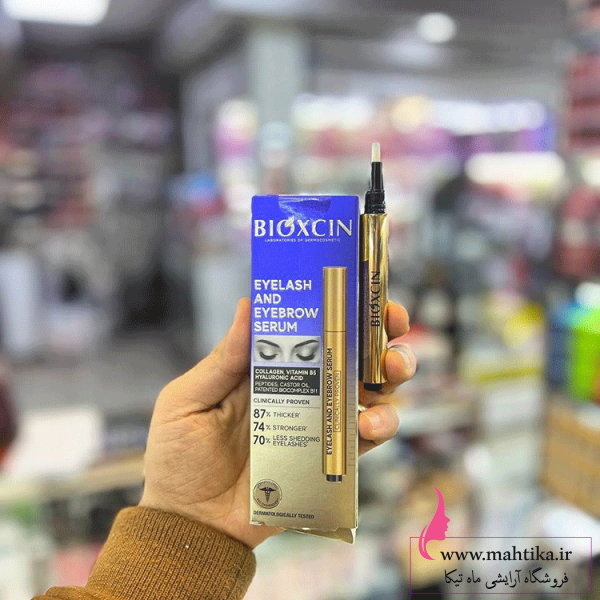 BIOXCIN
LABORATORIES OF DERMOCOSMETIC
EYELASH
AND
EYEBROW
SERUM
COLLAGEN, VITAMIN B5
HYALURONIC ACID
PEPTIDES, CASTOR OIL
PATENTED BIOCOMPLEX B11
CLINICALLY PROVEN
87% THICKER*
74% STRONGER*
70% LESS SHEDDING
EYELASHES*
DERMATOLOGICALLY TESTED
EYELASH AND EYEBROW SERUM
CLINICALLY PROVEN
BIOXCIN
www.mahtika.ir
فروشگاه آرایشی ماه تیکا